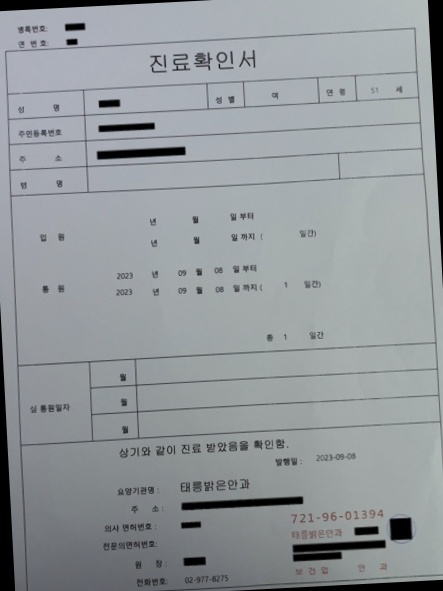 병록번호:
연 번호:
진료확인서
성 명 성별 여 연령 51 세
주민등록번호
주 소
병 명
입 원 년 월 일 부터
년 월 일 까지 ( 일간)
통 원 2023 년 09 월 08 일 부터
2023 년 09 월 08 일 까지 ( 1 일간)
총 1 일간
월
실 통원일자 월
월
상기와 같이 진료 받았음을 확인함.
발행일 : 2023-09-08
요양기관명 : 태릉밝은안과
주 소 :
의사 면허번호 :
전문의면허번호:
원 장 :
전화번호: 02-977-8275
721-96-01394
태릉밝은안과
보건업 안과